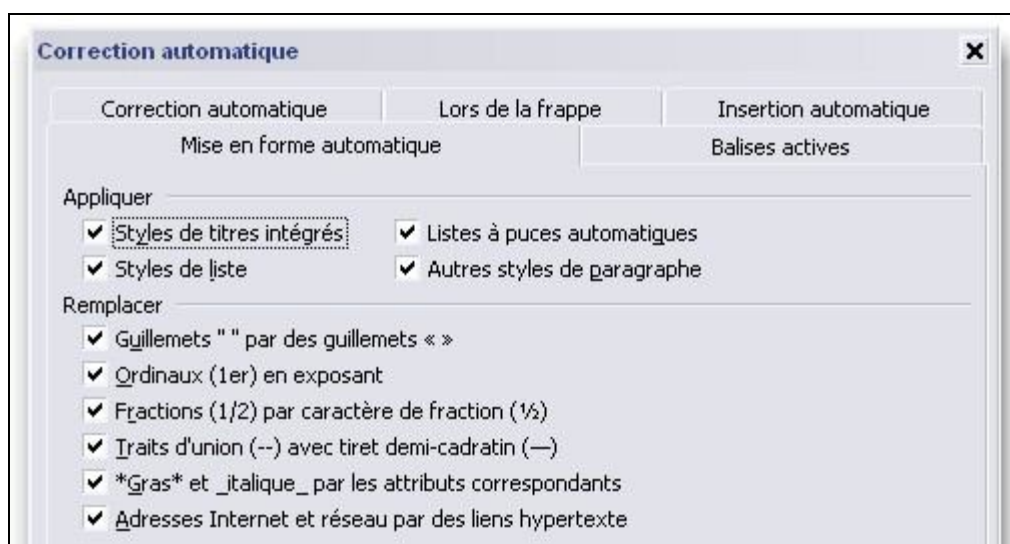 Correction automatique
Correction automatique
Lors de la frappe
Insertion automatique
Mise en forme automatique
Balises actives
Appliquer
Styles de titres intégrés
Listes à puces automatiques
Styles de liste
Autres styles de paragraphe
Remplacer
Guillemets " " par des guillemets « »
Ordinaux (1er) en exposant
Fractions (1/2) par caractère de fraction (½)
Traits d'union (--) avec tiret demi-cadratin (—)
*Gras* et _italique_ par les attributs correspondants
Adresses Internet et réseau par des liens hypertexte